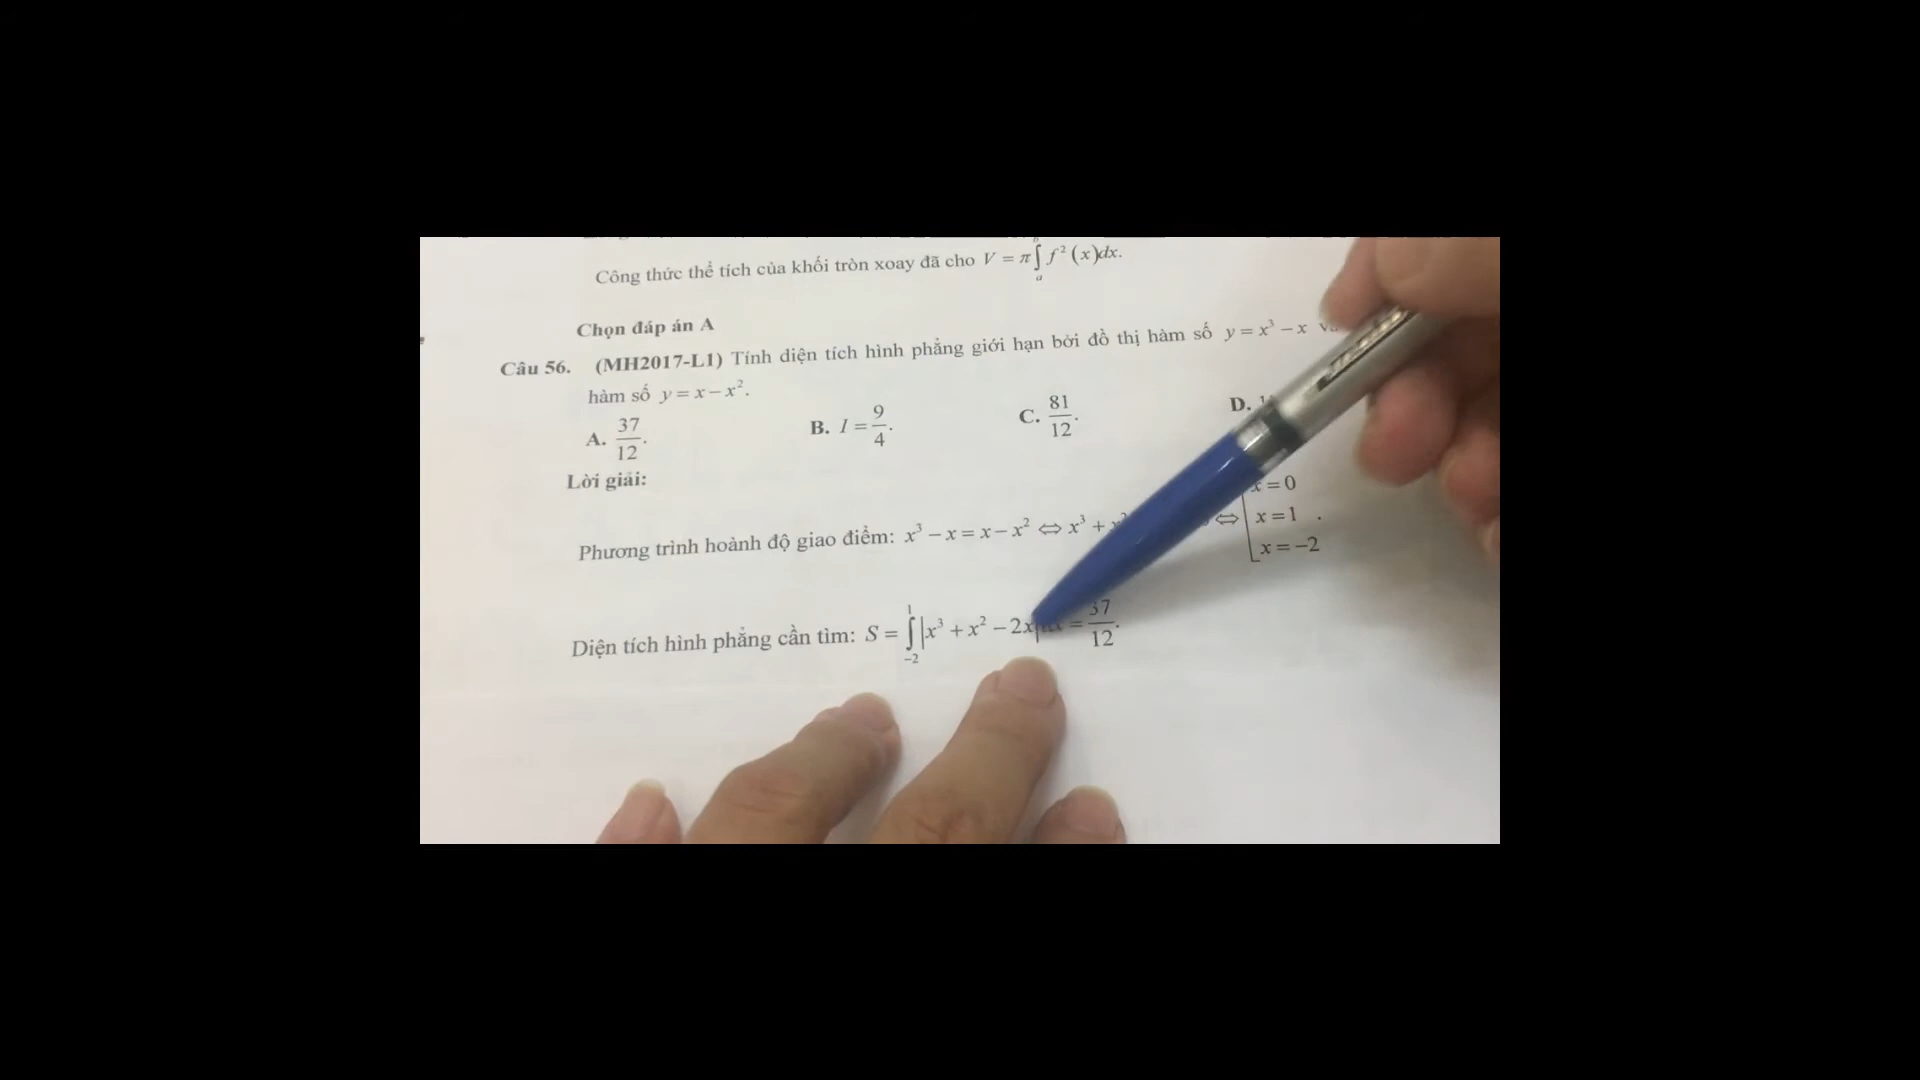 Công thức thể tích của khối tròn xoay đã cho V = π∫ₐᵇ f²(x)dx.
Chọn đáp án A
Câu 56. (MH2017-L1) Tính diện tích hình phẳng giới hạn bởi đồ thị hàm số y = x³ − x
hàm số y = x − x².
A. 37/12. B. I = 9/4. C. 81/12. D.
Lời giải:
Phương trình hoành độ giao điểm: x³ − x = x − x² ⇔ x³ + ⇔ [x = 0
x = 1 .
x = −2
Diện tích hình phẳng cần tìm: S = ∫₋₂¹ |x³ + x² − 2x| = 37/12.